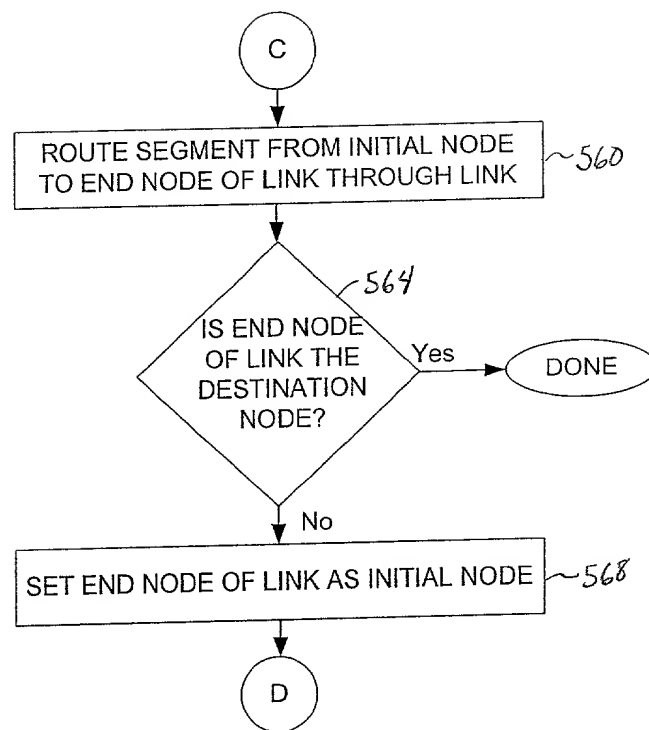 C
ROUTE SEGMENT FROM INITIAL NODE
TO END NODE OF LINK THROUGH LINK
560
564
IS END NODE
OF LINK THE
DESTINATION
NODE?
Yes
DONE
No
SET END NODE OF LINK AS INITIAL NODE
568
D